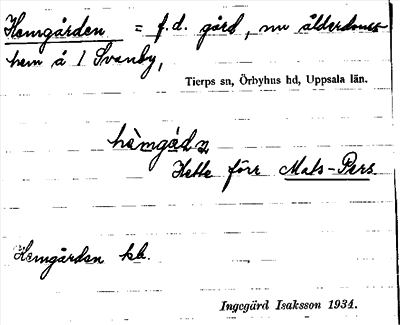 Hemgården = f.d. gård, nu ålderdoms-
hem å 1 Svanby,
Tierps sn, Örbyhus hd, Uppsala län.
Hette förr Mats-Pers.
Hemgården kb.
Ingegärd Isaksson 1934.